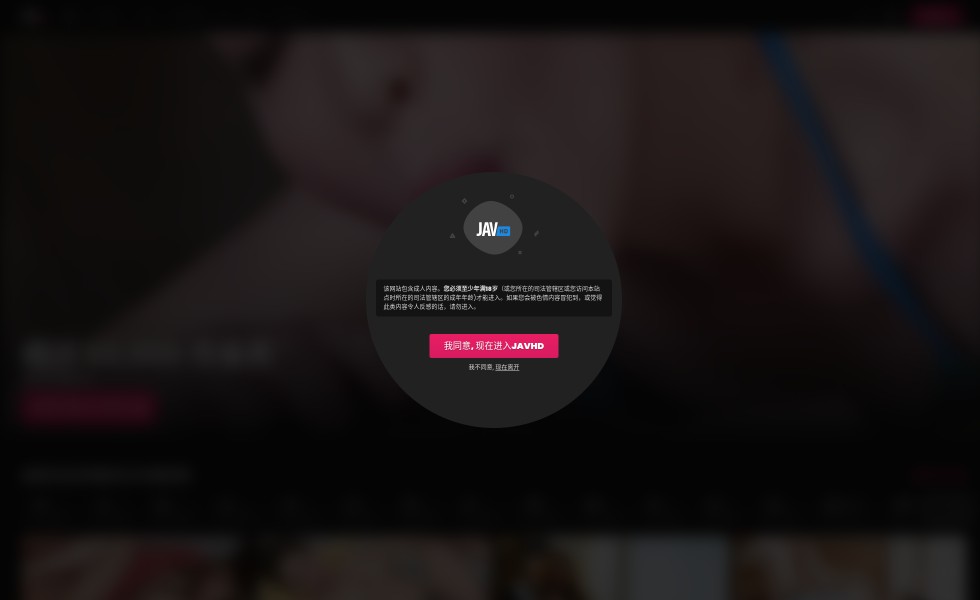 JAV HD
该网站包含成人内容。您必须至少年满18岁（或您所在的司法管辖区或您访问本站
点时所在的司法管辖区的成年年龄)才能进入。如果您会被色情内容冒犯到，或觉得
此类内容令人反感的话，请勿进入。
我同意, 现在进入JAVHD
我不同意, 现在离开